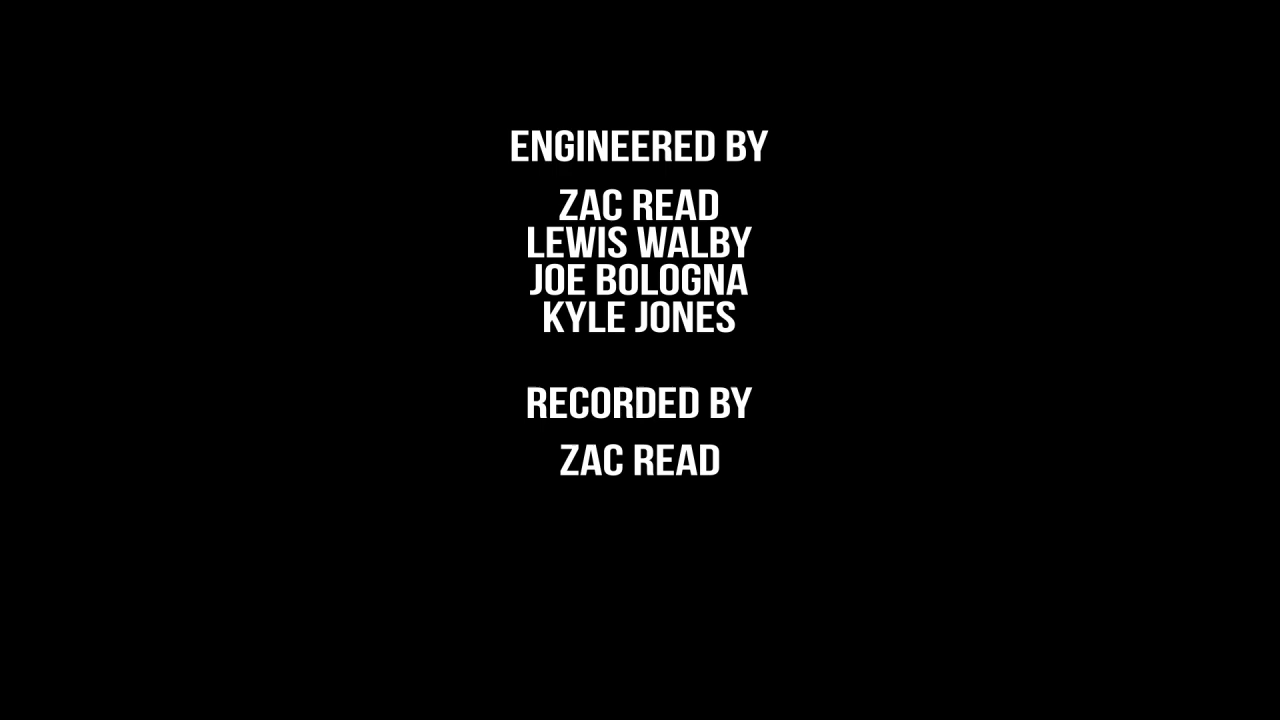 ENGINEERED BY
ZAC READ
LEWIS WALBY
JOE BOLOGNA
KYLE JONES
RECORDED BY
ZAC READ